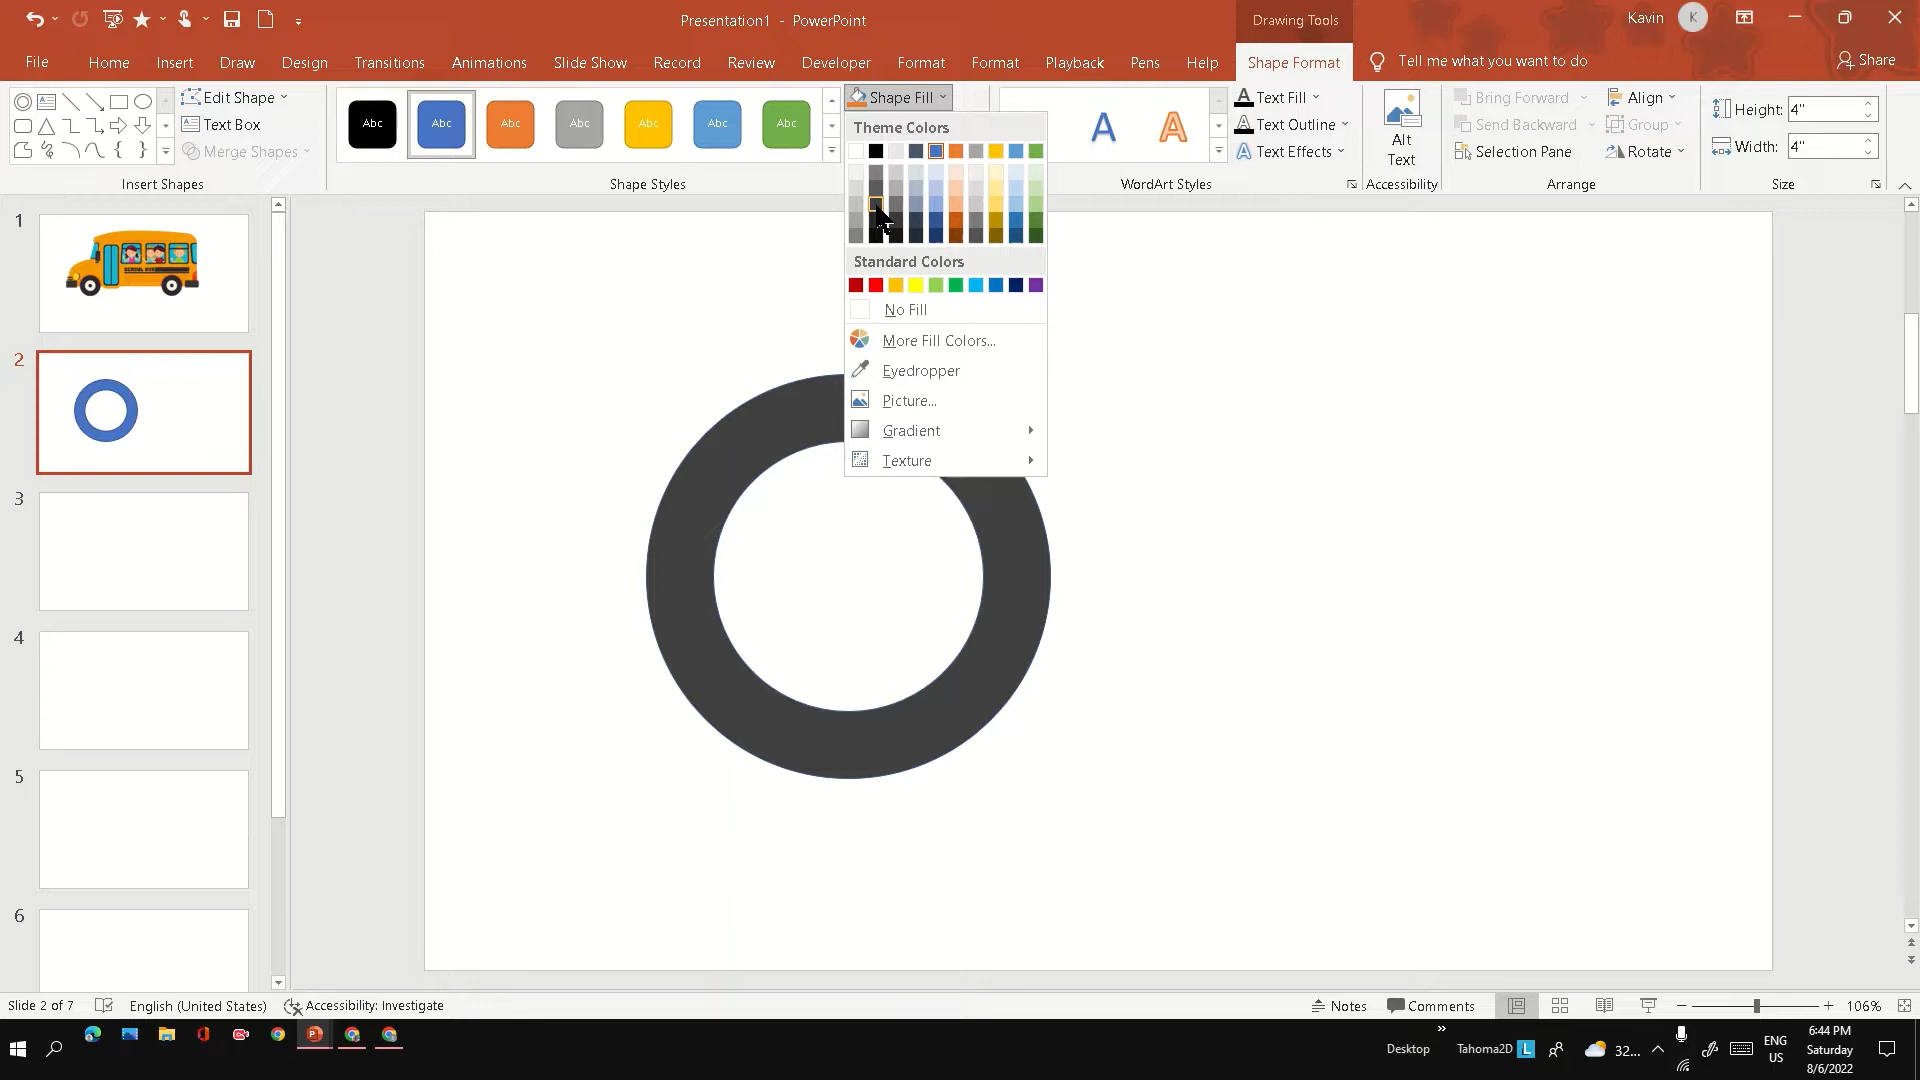 Presentation1 - PowerPoint
Drawing Tools
Kavin
K
File
Home
Insert
Draw
Design
Transitions
Animations
Slide Show
Record
Review
Developer
Format
Format
Playback
Pens
Help
Shape Format
Tell me what you want to do
Share
Edit Shape
Text Box
Merge Shapes
Insert Shapes
Abc
Abc
Abc
Abc
Abc
Abc
Abc
Shape Styles
Shape Fill
Theme Colors
Standard Colors
No Fill
More Fill Colors...
Eyedropper
Picture...
Gradient
Texture
A
A
WordArt Styles
Text Fill
Text Outline
Text Effects
Alt
Text
Accessibility
Bring Forward
Send Backward
Selection Pane
Align
Group
Rotate
Arrange
Height: 4"
Width: 4"
Size
1
SCHOOL BUS
2
3
4
5
6
Slide 2 of 7
English (United States)
Accessibility: Investigate
Notes
Comments
106%
Desktop
Tahoma2D
L
32...
ENG
US
6:44 PM
Saturday
8/6/2022